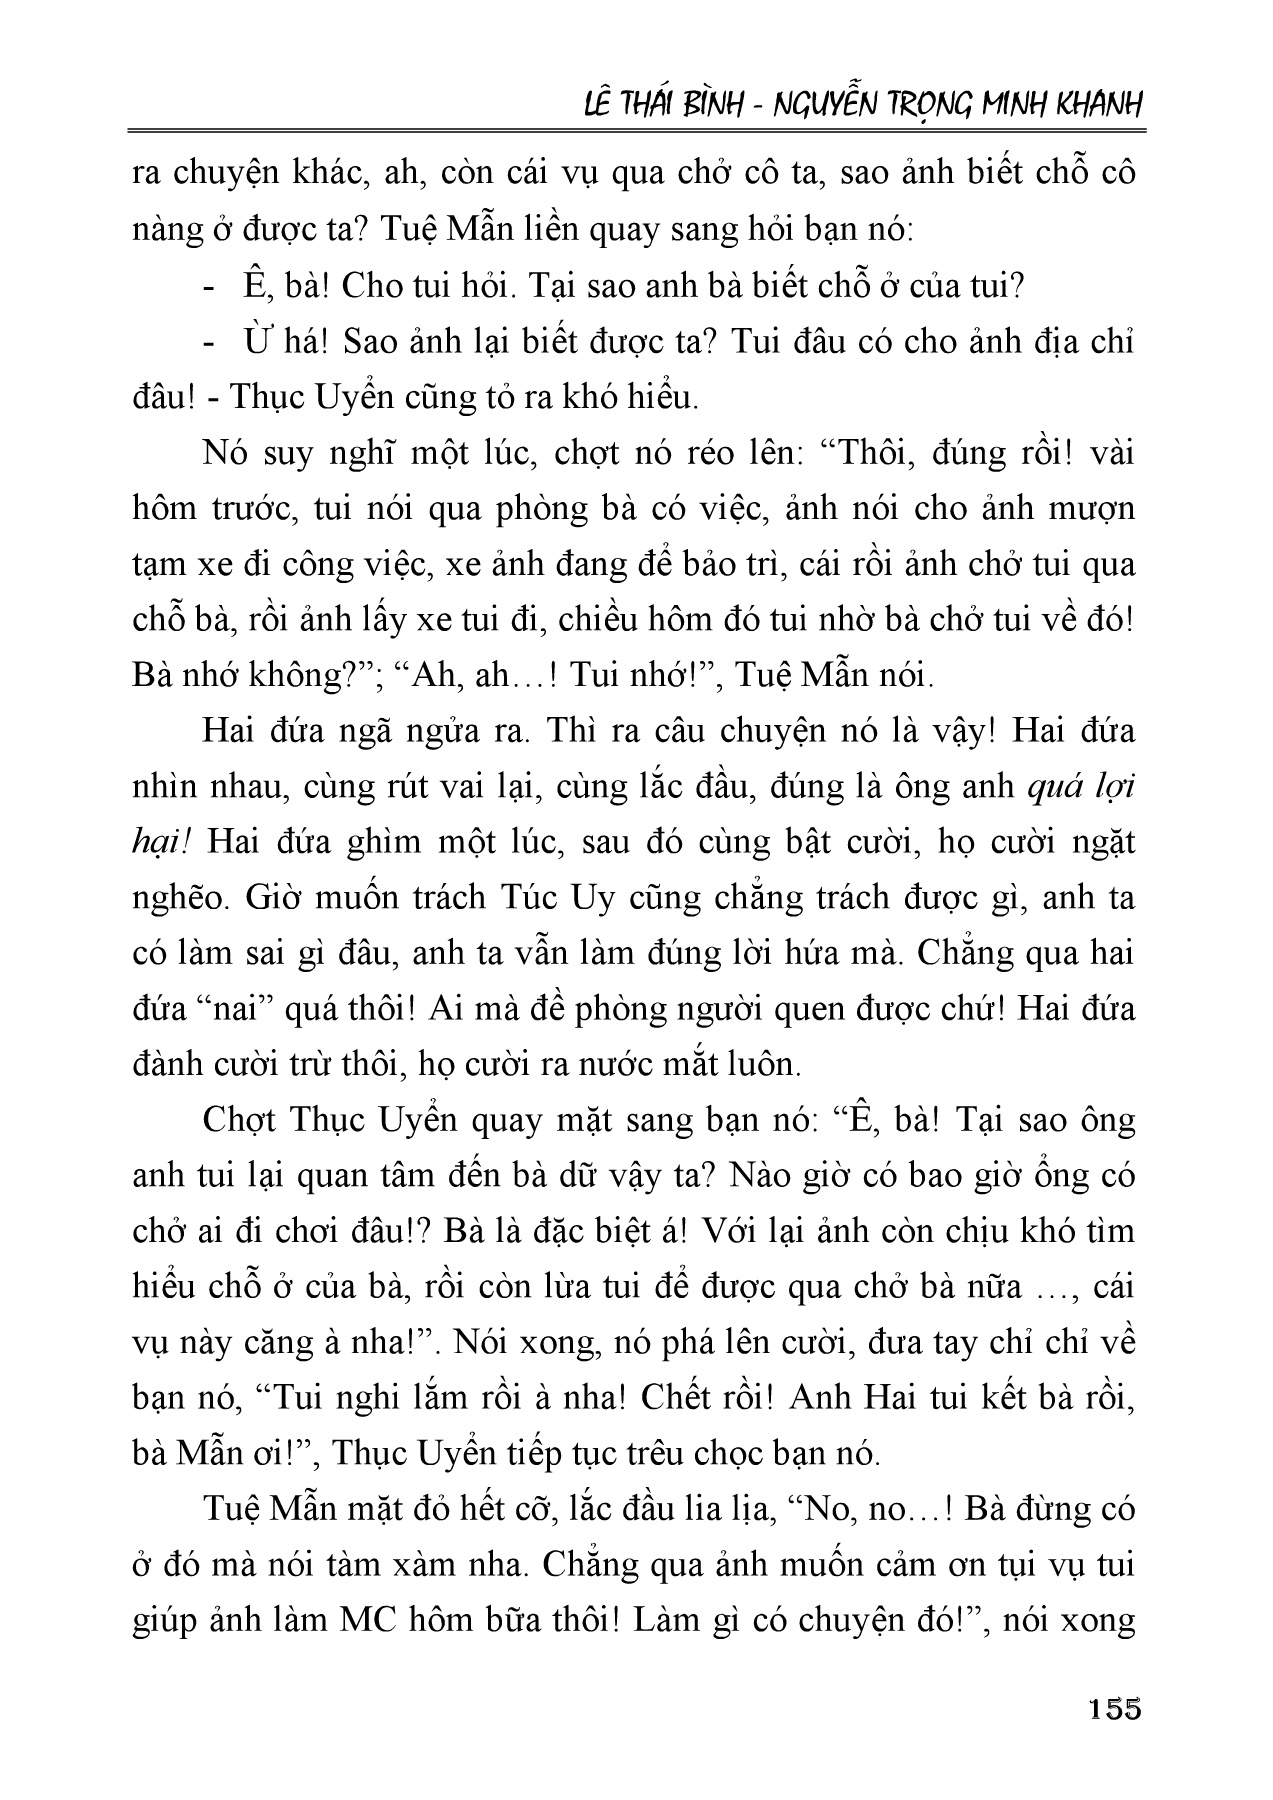 LÊ THÁI BÌNH - NGUYỄN TRỌNG MINH KHANH
ra chuyện khác, ah, còn cái vụ qua chở cô ta, sao ảnh biết chỗ cô
nàng ở được ta? Tuệ Mẫn liền quay sang hỏi bạn nó:
- Ê, bà! Cho tui hỏi. Tại sao anh bà biết chỗ ở của tui?
- Ừ há! Sao ảnh lại biết được ta? Tui đâu có cho ảnh địa chỉ
đâu! - Thục Uyển cũng tỏ ra khó hiểu.
Nó suy nghĩ một lúc, chợt nó réo lên: “Thôi, đúng rồi! vài
hôm trước, tui nói qua phòng bà có việc, ảnh nói cho ảnh mượn
tạm xe đi công việc, xe ảnh đang để bảo trì, cái rồi ảnh chở tui qua
chỗ bà, rồi ảnh lấy xe tui đi, chiều hôm đó tui nhờ bà chở tui về đó!
Bà nhớ không?”; “Ah, ah…! Tui nhớ!”, Tuệ Mẫn nói.
Hai đứa ngã ngửa ra. Thì ra câu chuyện nó là vậy! Hai đứa
nhìn nhau, cùng rút vai lại, cùng lắc đầu, đúng là ông anh quá lợi
hại! Hai đứa ghìm một lúc, sau đó cùng bật cười, họ cười ngặt
nghẽo. Giờ muốn trách Túc Uy cũng chẳng trách được gì, anh ta
có làm sai gì đâu, anh ta vẫn làm đúng lời hứa mà. Chẳng qua hai
đứa “nai” quá thôi! Ai mà đề phòng người quen được chứ! Hai đứa
đành cười trừ thôi, họ cười ra nước mắt luôn.
Chợt Thục Uyển quay mặt sang bạn nó: “Ê, bà! Tại sao ông
anh tui lại quan tâm đến bà dữ vậy ta? Nào giờ có bao giờ ổng có
chở ai đi chơi đâu!? Bà là đặc biệt á! Với lại ảnh còn chịu khó tìm
hiểu chỗ ở của bà, rồi còn lừa tui để được qua chở bà nữa …, cái
vụ này căng à nha!”. Nói xong, nó phá lên cười, đưa tay chỉ chỉ về
bạn nó, “Tui nghi lắm rồi à nha! Chết rồi! Anh Hai tui kết bà rồi,
bà Mẫn ơi!”, Thục Uyển tiếp tục trêu chọc bạn nó.
Tuệ Mẫn mặt đỏ hết cỡ, lắc đầu lia lịa, “No, no…! Bà đừng có
ở đó mà nói tàm xàm nha. Chẳng qua ảnh muốn cảm ơn tụi vụ tui
giúp ảnh làm MC hôm bữa thôi! Làm gì có chuyện đó!”, nói xong
155